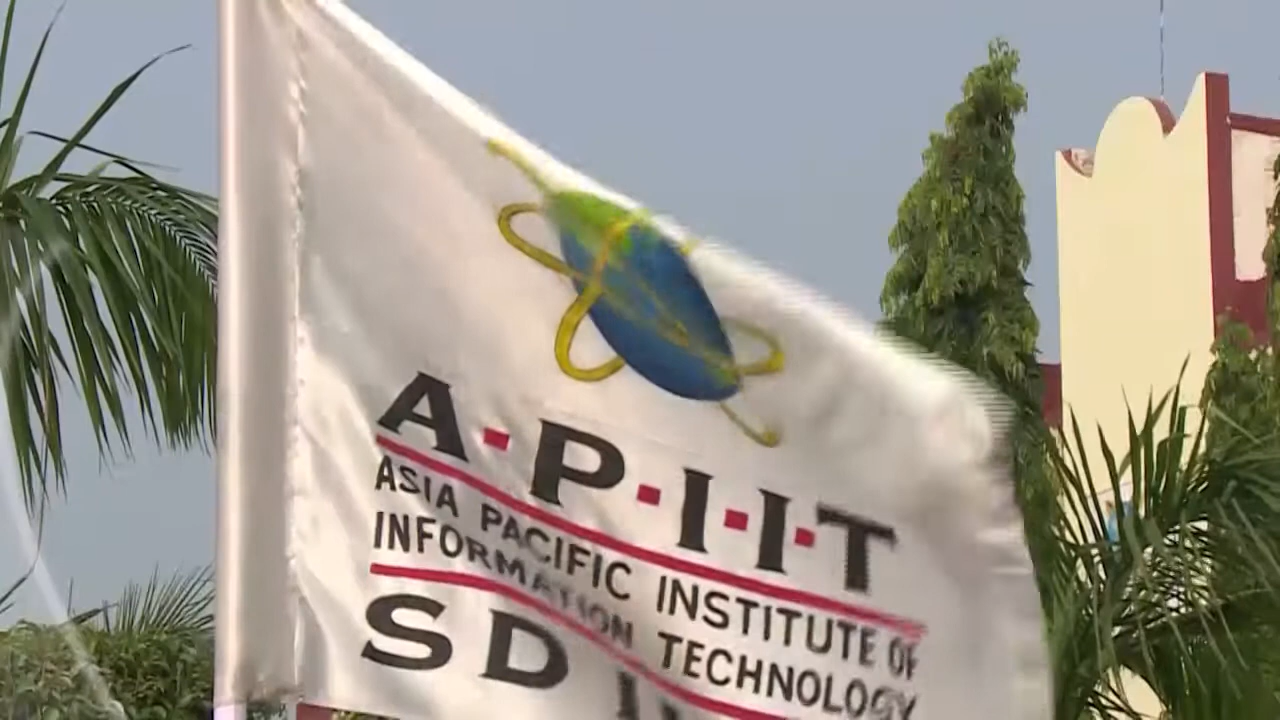 A·P·I·I·T
ASIA PACIFIC INSTITUTE OF
INFORMATION TECHNOLOGY
SD